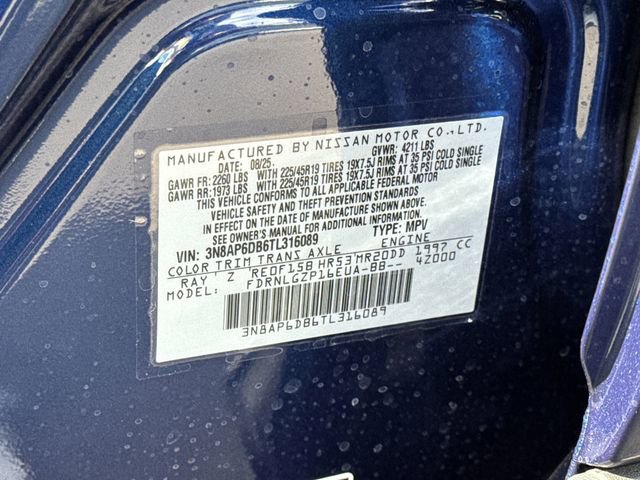 MANUFACTURED BY NISSAN MOTOR CO.,LTD.
DATE: 08/25. GVWR: 4211 LBS
GAWR FR: 2260 LBS WITH 225/45R19 TIRES 19X7.5J RIMS AT 35 PSI COLD SINGLE
GAWR RR: 1973 LBS WITH 225/45R19 TIRES 19X7.5J RIMS AT 35 PSI COLD SINGLE
THIS VEHICLE CONFORMS TO ALL APPLICABLE FEDERAL MOTOR
VEHICLE SAFETY AND THEFT PREVENTION STANDARDS
IN EFFECT ON THE DATE OF MANUFACTURE SHOWN ABOVE.
SEE OWNER'S MANUAL FOR ADDITIONAL INFORMATION.
VIN: 3N8AP6DB6TL316089 TYPE: MPV
COLOR TRIM TRANS AXLE ENGINE
RAY Z RE0F15B HR53 MR20DD 1997 CC
MODEL: FDRNLGZP16EUA-BB-- 42000
3N8AP6DB6TL316089